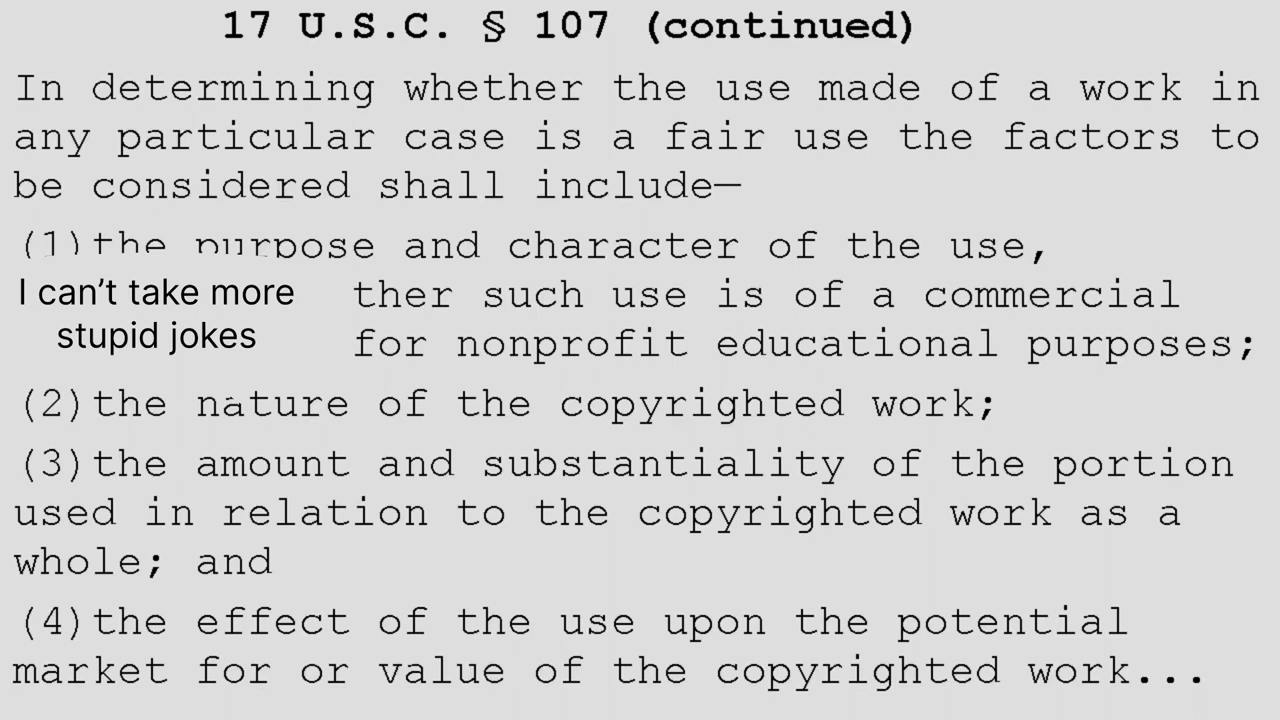 17 U.S.C. § 107 (continued)
In determining whether the use made of a work in
any particular case is a fair use the factors to
be considered shall include—
(1)the purpose and character of the use,
I can't take more
stupid jokes
ther such use is of a commercial
for nonprofit educational purposes;
(2)the nature of the copyrighted work;
(3)the amount and substantiality of the portion
used in relation to the copyrighted work as a
whole; and
(4)the effect of the use upon the potential
market for or value of the copyrighted work...